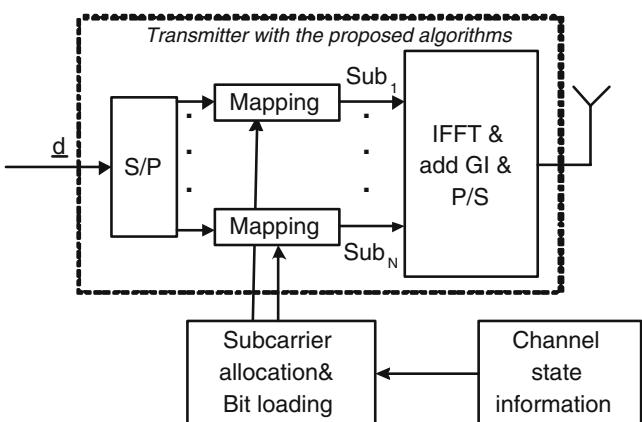 Transmitter with the proposed algorithms
d
S/P
Mapping
Sub1
Mapping
SubN
IFFT &
add GI &
P/S
Subcarrier
allocation&
Bit loading
Channel
state
information